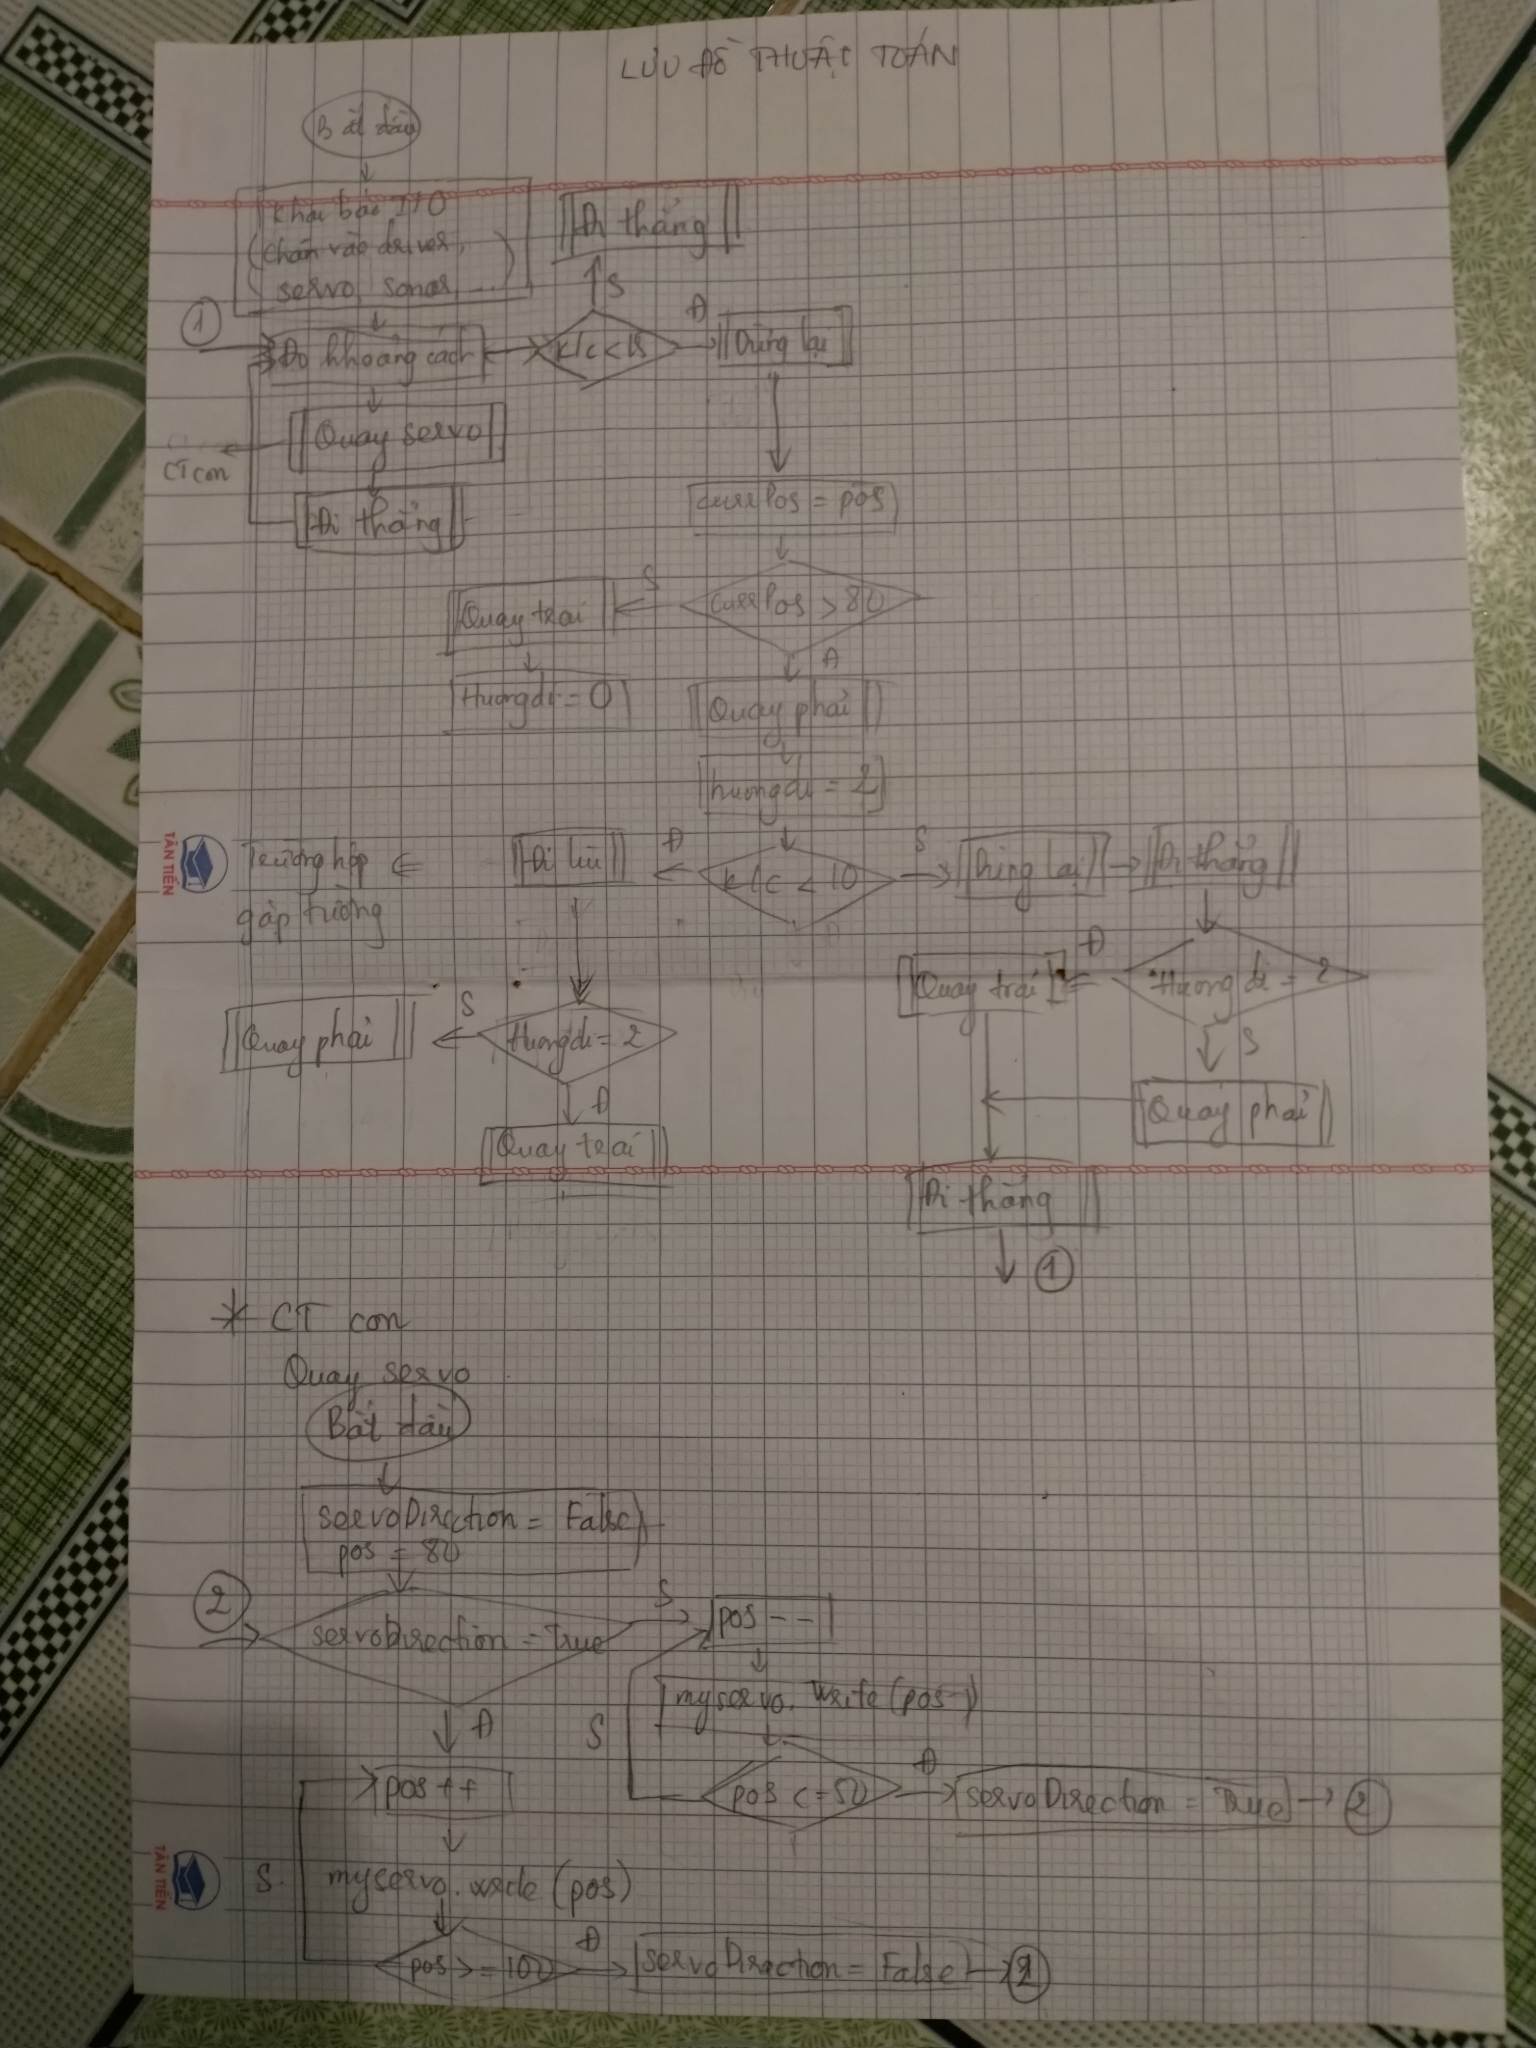 LƯU ĐỒ THUẬT TOÁN
Bắt đầu
Khai báo I/O
(chân vào driver,
servo, sonar ...)
Đi thẳng
S
1
Đo khoảng cách
k/c < 15
Đ
Dừng lại
Quay servo
CT con
Đi thẳng
currPos = pos
currPos > 80
S
Quay trái
Đ
Hướng đi = 0
Quay phải
hướng đi = 2
Trường hợp
gặp tường
Đi lùi
Đ
k/c < 10
S
Dừng lại
Đi thẳng
Quay trái
Đ
Hướng đi = 2
Quay phải
S
Hướng đi = 2
S
Đ
Quay phải
Quay trái
Đi thẳng
1
* CT con
Quay servo
Bắt đầu
servoDirection = False
pos = 80
2
servoDirection = True
S
pos --
myservo.write(pos)
Đ
S
pos ++
pos <= 50
Đ
servoDirection = True
2
S
myservo.write (pos)
pos >= 100
Đ
servoDirection = False
2
TÂN TIẾN
TÂN TIẾN